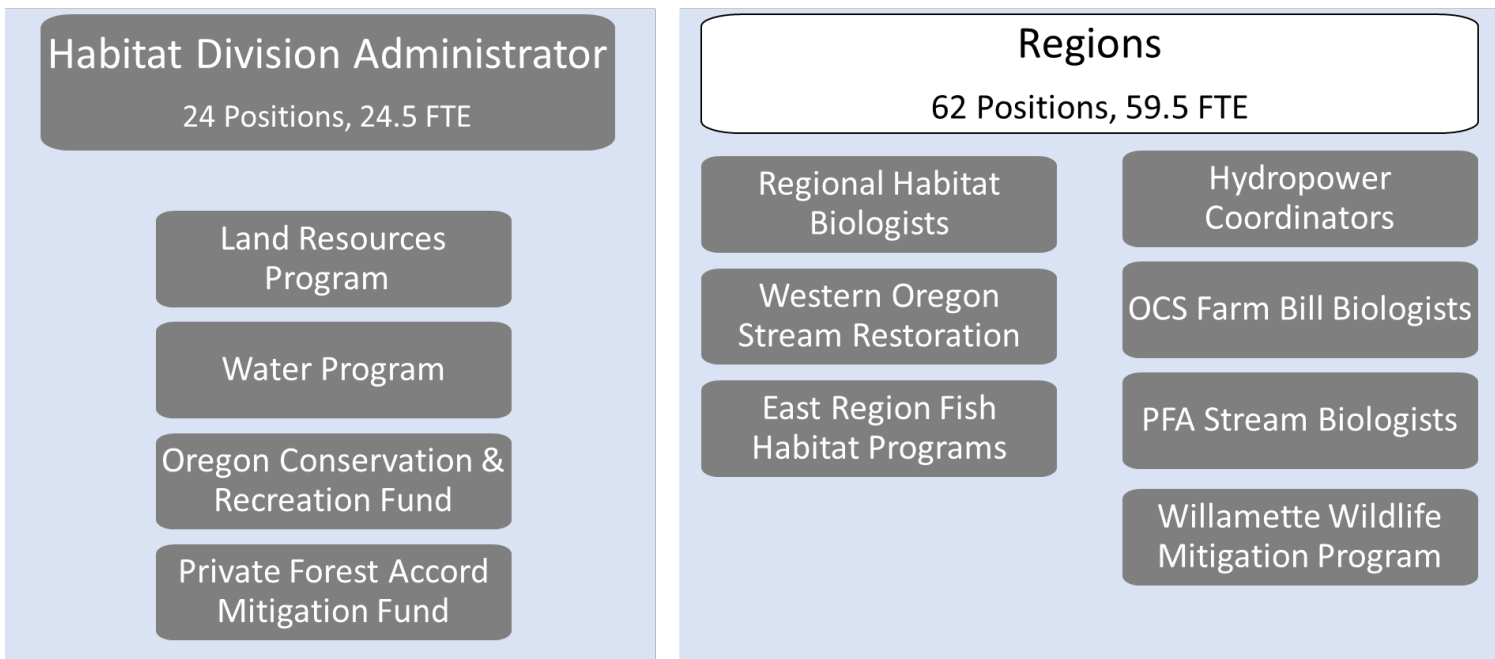 Habitat Division Administrator
24 Positions, 24.5 FTE
Land Resources
Program
Water Program
Oregon Conservation &
Recreation Fund
Private Forest Accord
Mitigation Fund
Regions
62 Positions, 59.5 FTE
Regional Habitat
Biologists
Western Oregon
Stream Restoration
East Region Fish
Habitat Programs
Hydropower
Coordinators
OCS Farm Bill Biologists
PFA Stream Biologists
Willamette Wildlife
Mitigation Program